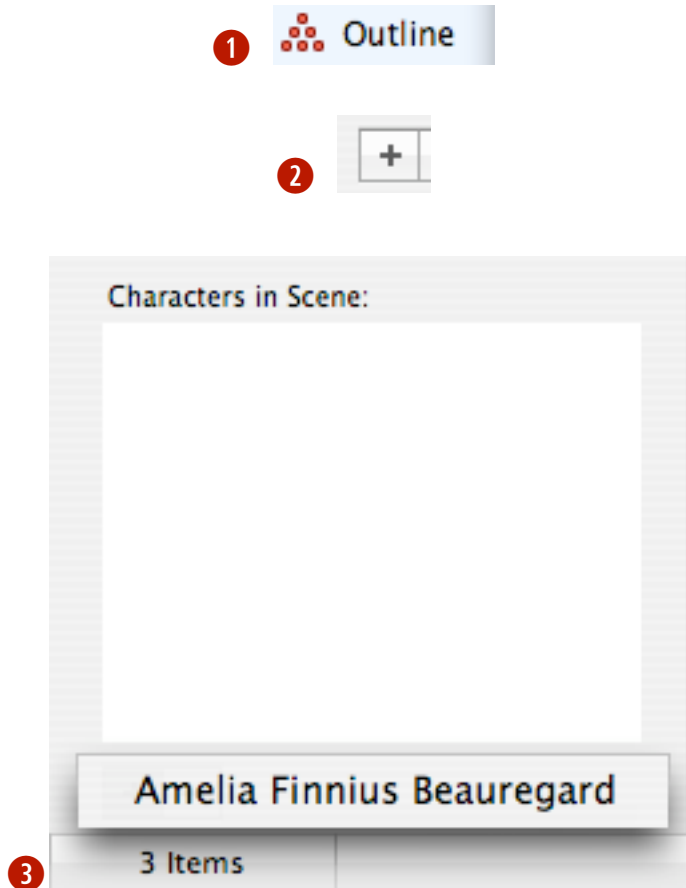 1 Outline
2 +
Characters in Scene:
Amelia Finnius Beauregard
3 3 Items